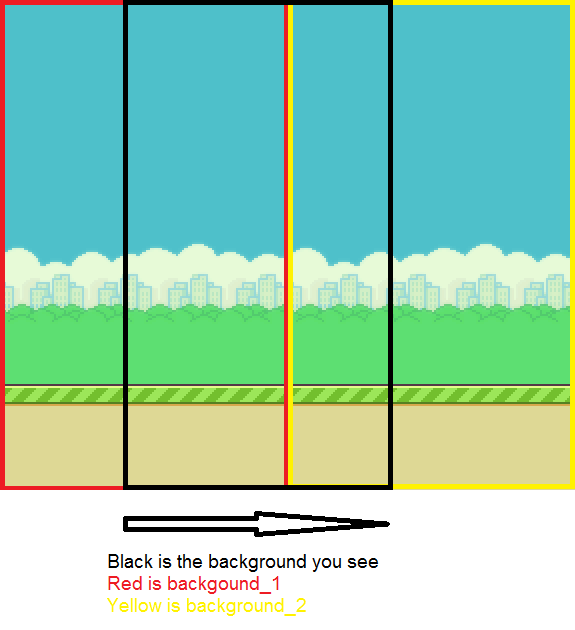 Black is the background you see
Red is backgound_1
Yellow is background_2